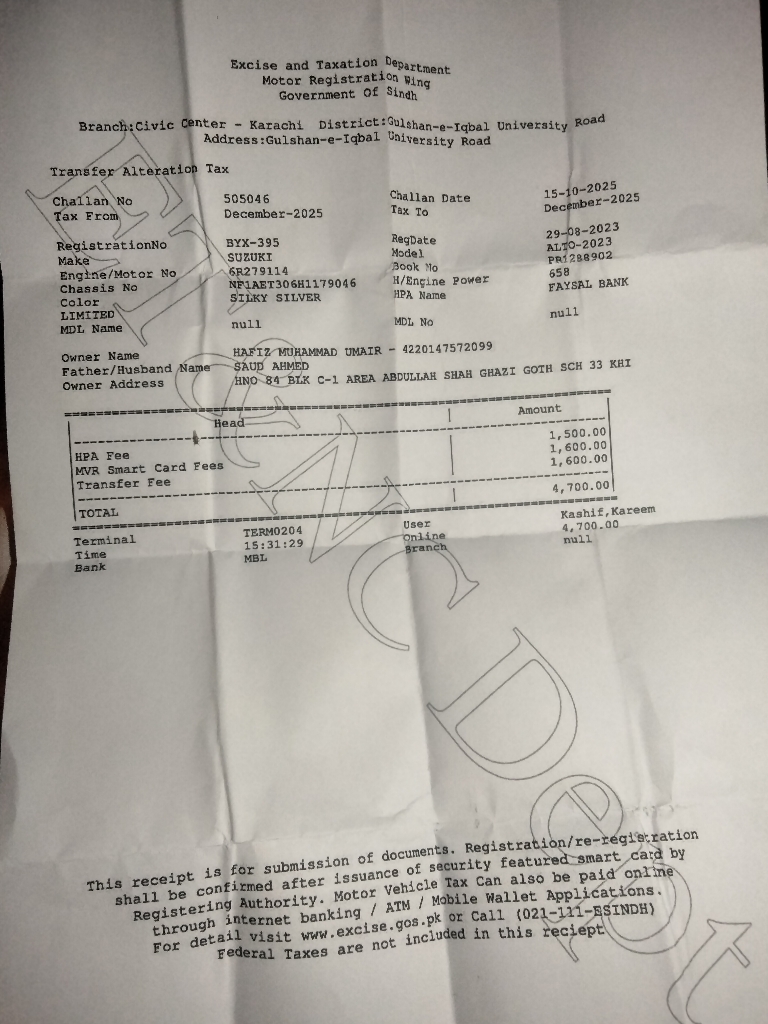 Excise and Taxation Department
Motor Registration Wing
Government Of Sindh
Branch:Civic Center - Karachi District:Gulshan-e-Iqbal University Road
Address:Gulshan-e-Iqbal University Road
Transfer Alteration Tax
Challan No 505046 Challan Date 15-10-2025
Tax From December-2025 Tax To December-2025
RegistrationNo BYX-395 RegDate 29-08-2023
Make SUZUKI Model ALTO-2023
Engine/Motor No 6R279114 Book No PR1288902
Chassis No NF1AET306H1179046 H/Engine Power 658
Color SILKY SILVER HPA Name FAYSAL BANK
LIMITED
MDL Name null MDL No null
Owner Name HAFIZ MUHAMMAD UMAIR - 4220147572099
Father/Husband Name SAUD AHMED
Owner Address HNO 84 BLK C-1 AREA ABDULLAH SHAH GHAZI GOTH SCH 33 KHI
Head Amount
HPA Fee 1,500.00
MVR Smart Card Fees 1,600.00
Transfer Fee 1,600.00
TOTAL 4,700.00
Terminal TERM0204 User Kashif,Kareem
Time 15:31:29 Online 4,700.00
Bank MBL Branch null
This receipt is for submission of documents. Registration/re-registration
shall be confirmed after issuance of security featured smart card by
Registering Authority. Motor Vehicle Tax Can also be paid online
through internet banking / ATM / Mobile Wallet Applications.
For detail visit www.excise.gos.pk or Call (021-111-ESINDH)
Federal Taxes are not included in this reciept